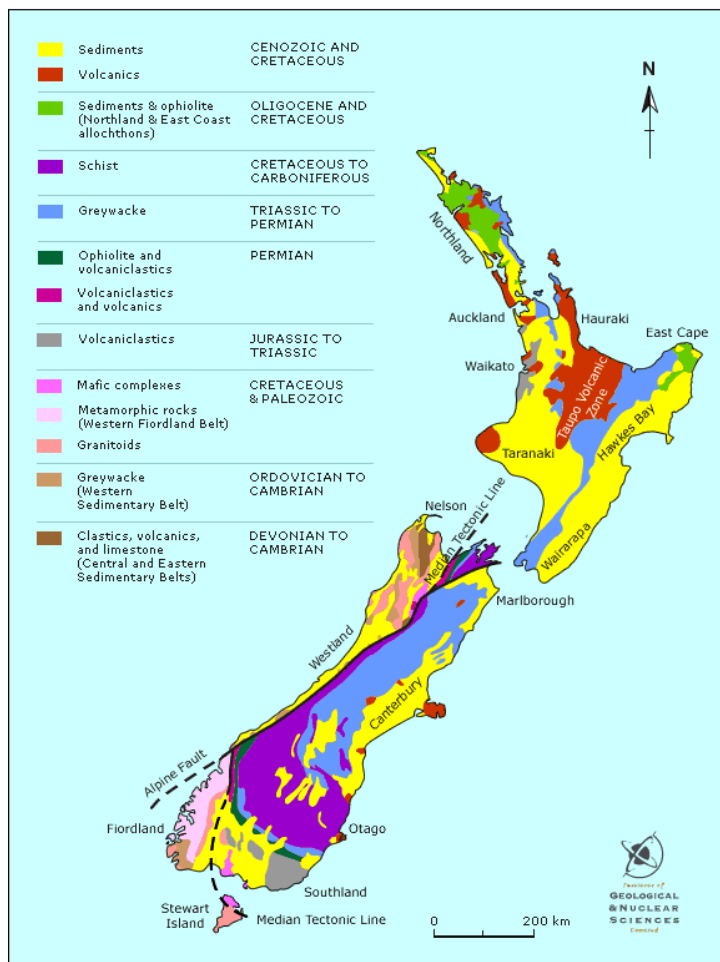 Sediments
CENOZOIC AND
CRETACEOUS
Volcanics
Sediments & ophiolite
(Northland & East Coast
allochthons)
OLIGOCENE AND
CRETACEOUS
Schist
CRETACEOUS TO
CARBONIFEROUS
Greywacke
TRIASSIC TO
PERMIAN
Ophiolite and
volcaniclastics
PERMIAN
Volcaniclastics
and volcanics
Volcaniclastics
JURASSIC TO
TRIASSIC
Mafic complexes
CRETACEOUS
& PALEOZOIC
Metamorphic rocks
(Western Fiordland Belt)
Granitoids
Greywacke
(Western
Sedimentary Belt)
ORDOVICIAN TO
CAMBRIAN
Clastics, volcanics,
and limestone
(Central and Eastern
Sedimentary Belts)
DEVONIAN TO
CAMBRIAN
N
Northland
Auckland
Hauraki
East Cape
Waikato
Taupo Volcanic
Zone
Hawkes Bay
Taranaki
Wairarapa
Nelson
Median Tectonic Line
Marlborough
Westland
Canterbury
Alpine Fault
Fiordland
Otago
Southland
Stewart
Island
Median Tectonic Line
0
200 km
Institute of
GEOLOGICAL
& NUCLEAR
SCIENCES
Limited